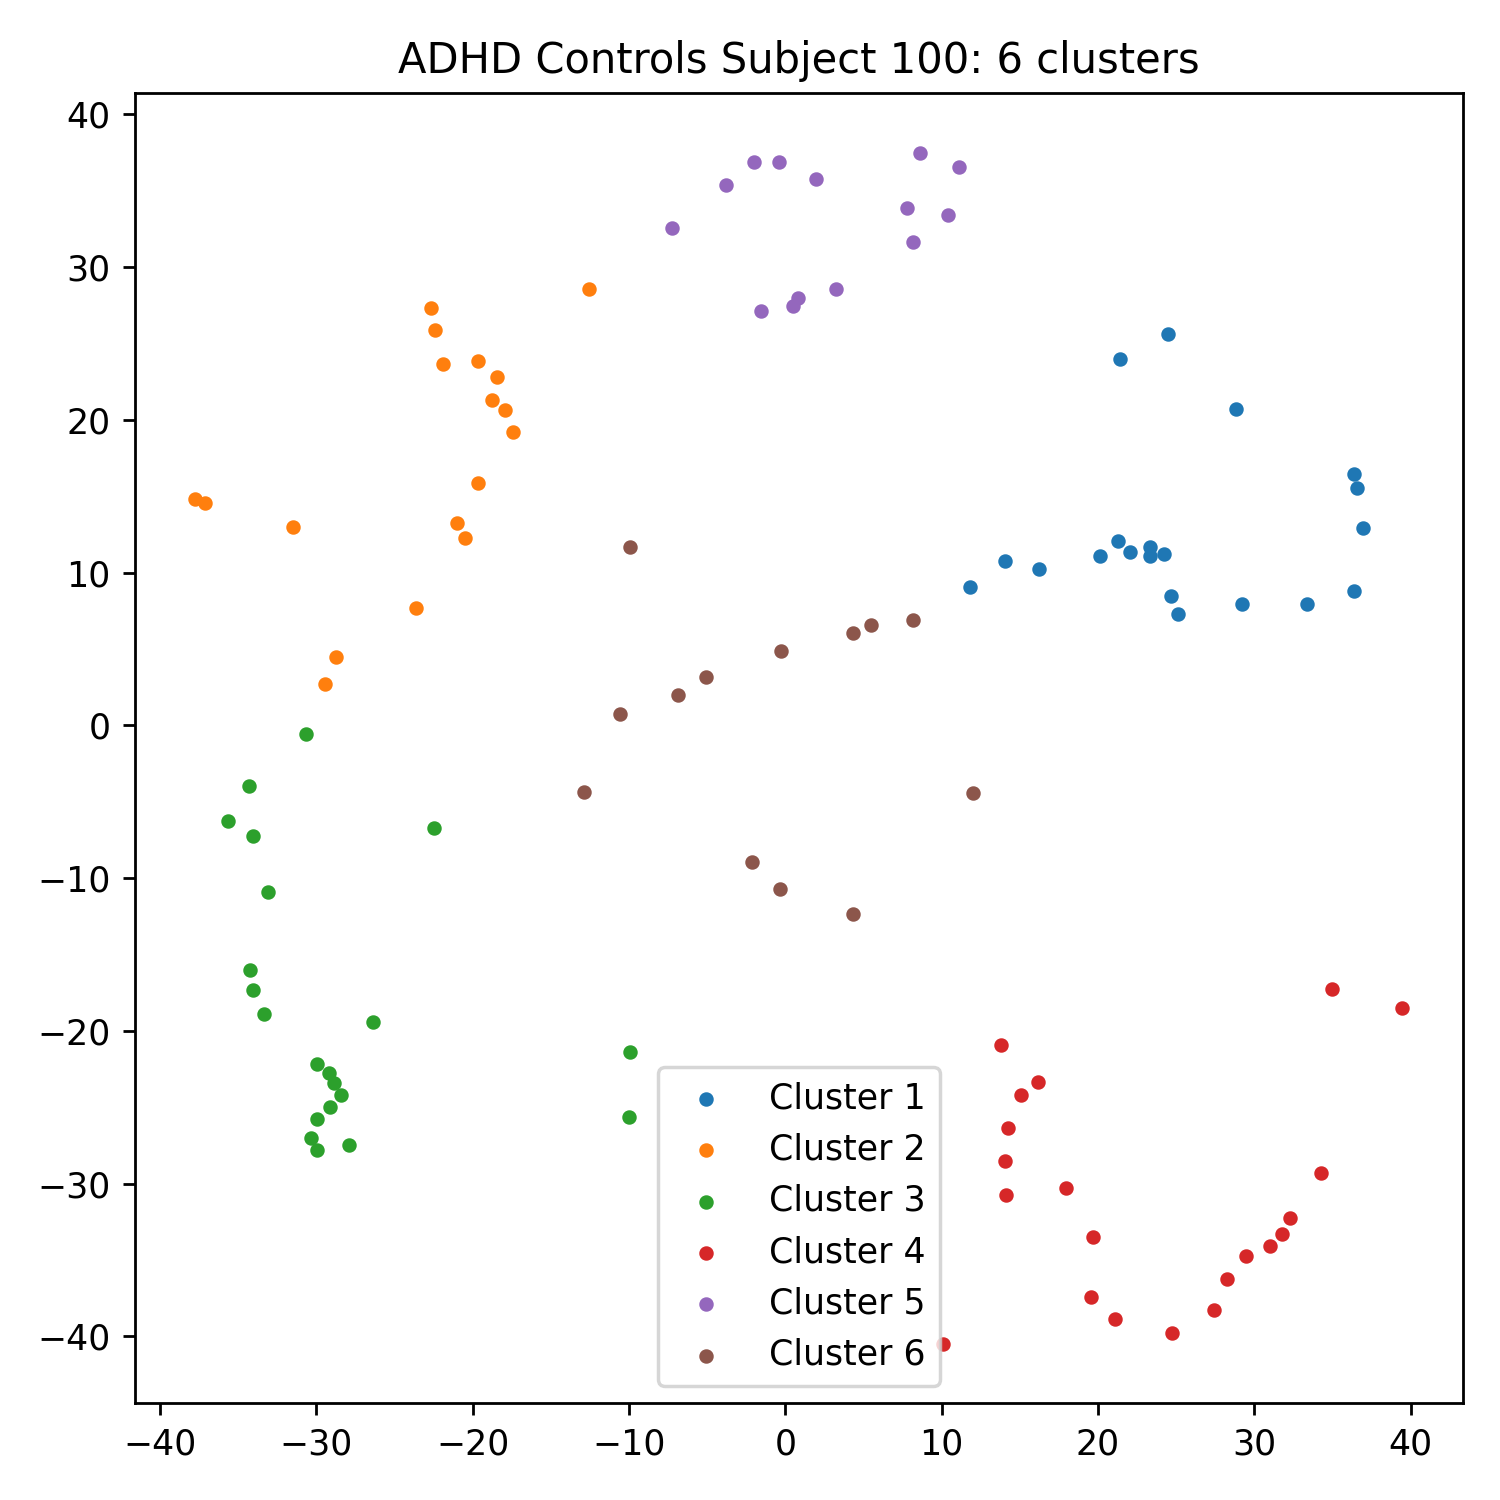 ADHD Controls Subject 100: 6 clusters
40
30
20
10
0
−10
−20
−30
−40
Cluster 1
Cluster 2
Cluster 3
Cluster 4
Cluster 5
Cluster 6
−40 −30 −20 −10 0 10 20 30 40